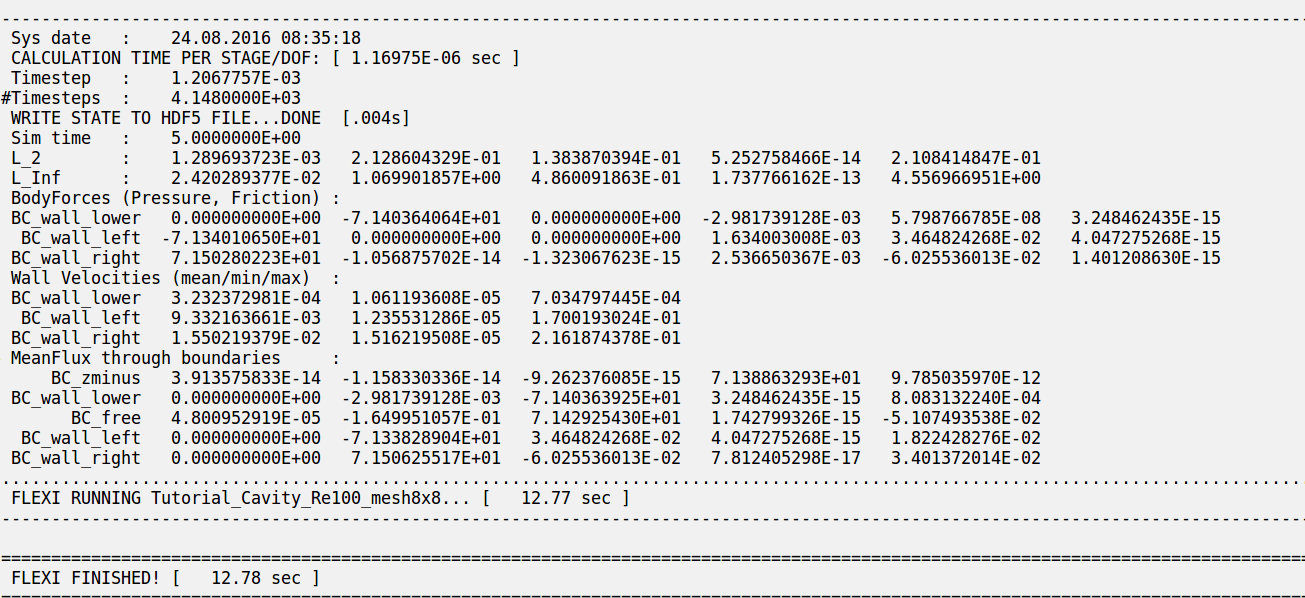 Sys date   :    24.08.2016 08:35:18
CALCULATION TIME PER STAGE/DOF: [ 1.16975E-06 sec ]
Timestep   :    1.2067757E-03
#Timesteps  :    4.1480000E+03
WRITE STATE TO HDF5 FILE...DONE  [.004s]
Sim time   :    5.0000000E+00
L_2        :    1.289693723E-03   2.128604329E-01   1.383870394E-01   5.252758466E-14   2.108414847E-01
L_Inf      :    2.420289377E-02   1.069901857E+00   4.860091863E-01   1.737766162E-13   4.556966951E+00
BodyForces (Pressure, Friction) :
BC_wall_lower   0.000000000E+00  -7.140364064E+01   0.000000000E+00  -2.981739128E-03   5.798766785E-08   3.248462435E-15
BC_wall_left  -7.134010650E+01   0.000000000E+00   0.000000000E+00   1.634003008E-03   3.464824268E-02   4.047275268E-15
BC_wall_right   7.150280223E+01  -1.056875702E-14  -1.323067623E-15   2.536650367E-03  -6.025536013E-02   1.401208630E-15
Wall Velocities (mean/min/max)  :
BC_wall_lower   3.232372981E-04   1.061193608E-05   7.034797445E-04
BC_wall_left   9.332163661E-03   1.235531286E-05   1.700193024E-01
BC_wall_right   1.550219379E-02   1.516219508E-05   2.161874378E-01
MeanFlux through boundaries     :
BC_zminus   3.913575833E-14  -1.158330336E-14  -9.262376085E-15   7.138863293E+01   9.785035970E-12
BC_wall_lower   0.000000000E+00  -2.981739128E-03  -7.140363925E+01   3.248462435E-15   8.083132240E-04
BC_free   4.800952919E-05  -1.649951057E-01   7.142925430E+01   1.742799326E-15  -5.107493538E-02
BC_wall_left   0.000000000E+00  -7.133828904E+01   3.464824268E-02   4.047275268E-15   1.822428276E-02
BC_wall_right   0.000000000E+00   7.150625517E+01  -6.025536013E-02   7.812405298E-17   3.401372014E-02
FLEXI RUNNING Tutorial_Cavity_Re100_mesh8x8... [   12.77 sec ]
FLEXI FINISHED! [   12.78 sec ]